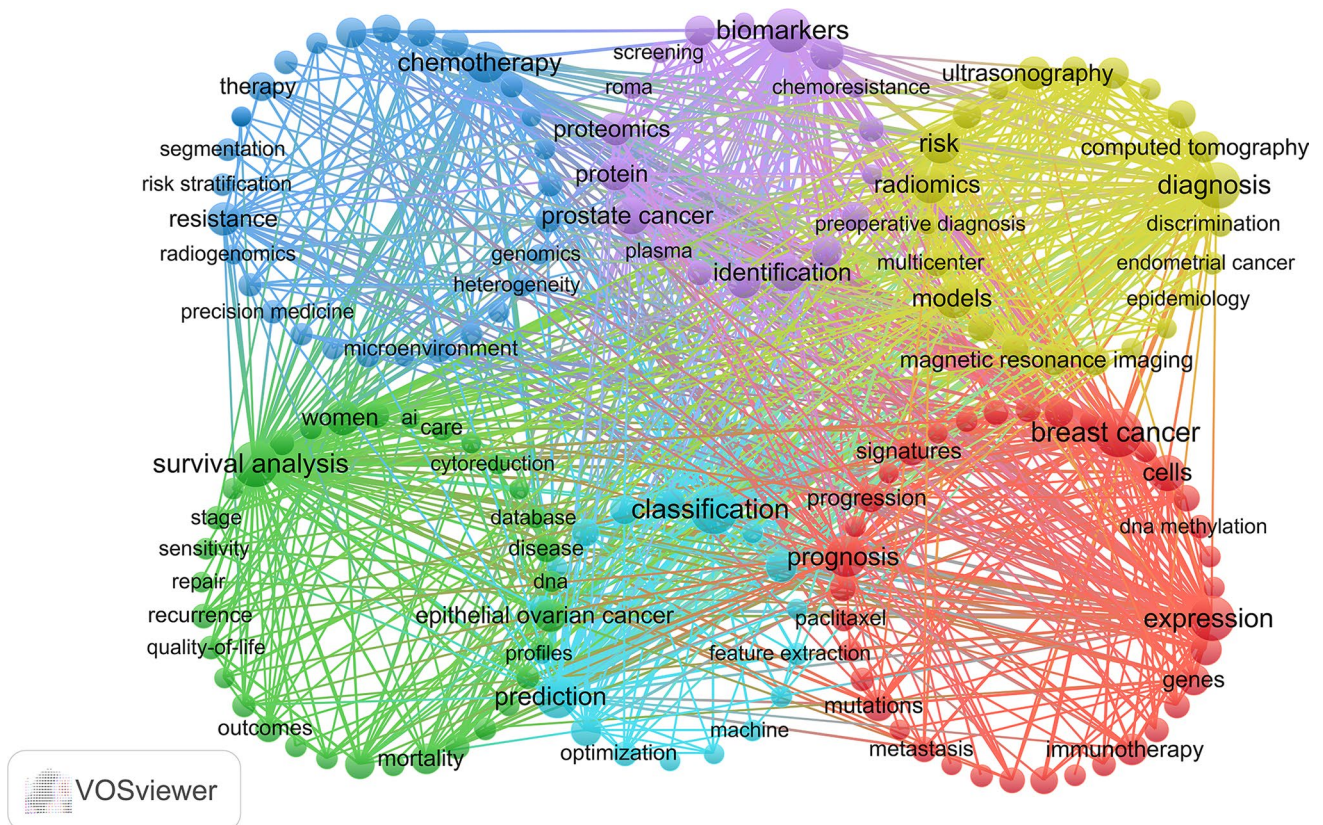 biomarkers
screening
chemotherapy
ultrasonography
therapy
roma
chemoresistance
proteomics
risk
segmentation
computed tomography
protein
risk stratification
radiomics
diagnosis
resistance
prostate cancer
preoperative diagnosis
discrimination
radiogenomics
genomics
plasma
multicenter
endometrial cancer
identification
heterogeneity
models
epidemiology
precision medicine
microenvironment
magnetic resonance imaging
women
ai
care
breast cancer
signatures
survival analysis
cytoreduction
cells
progression
classification
stage
database
dna methylation
sensitivity
disease
prognosis
repair
dna
recurrence
epithelial ovarian cancer
paclitaxel
expression
quality-of-life
profiles
feature extraction
genes
prediction
mutations
outcomes
machine
optimization
metastasis
immunotherapy
mortality
VOSviewer